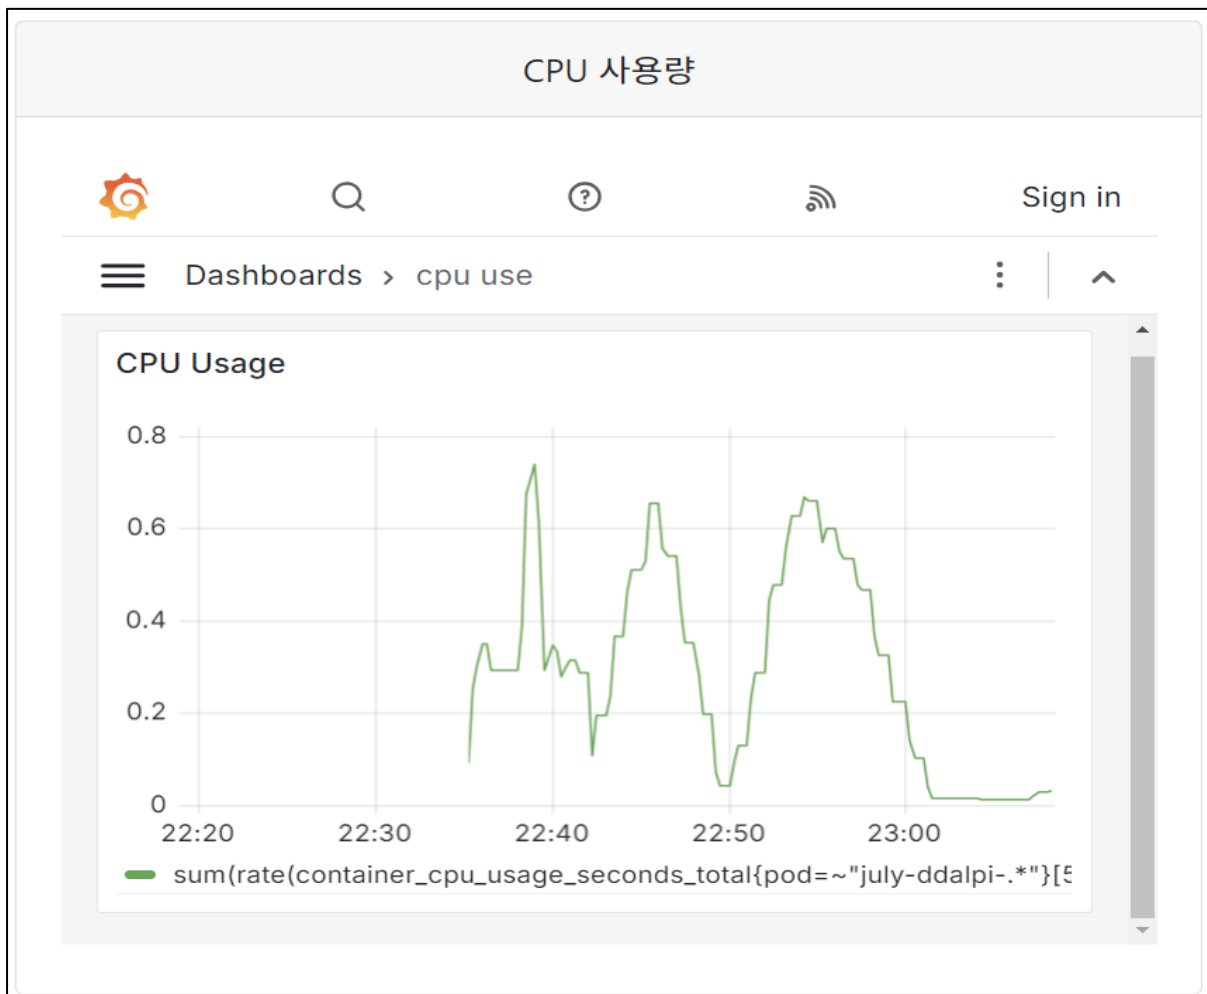 CPU 사용량
Sign in
Dashboards › cpu use
CPU Usage
0.8
0.6
0.4
0.2
0
22:20 22:30 22:40 22:50 23:00
sum(rate(container_cpu_usage_seconds_total{pod=~"july-ddalpi-.*"}[5